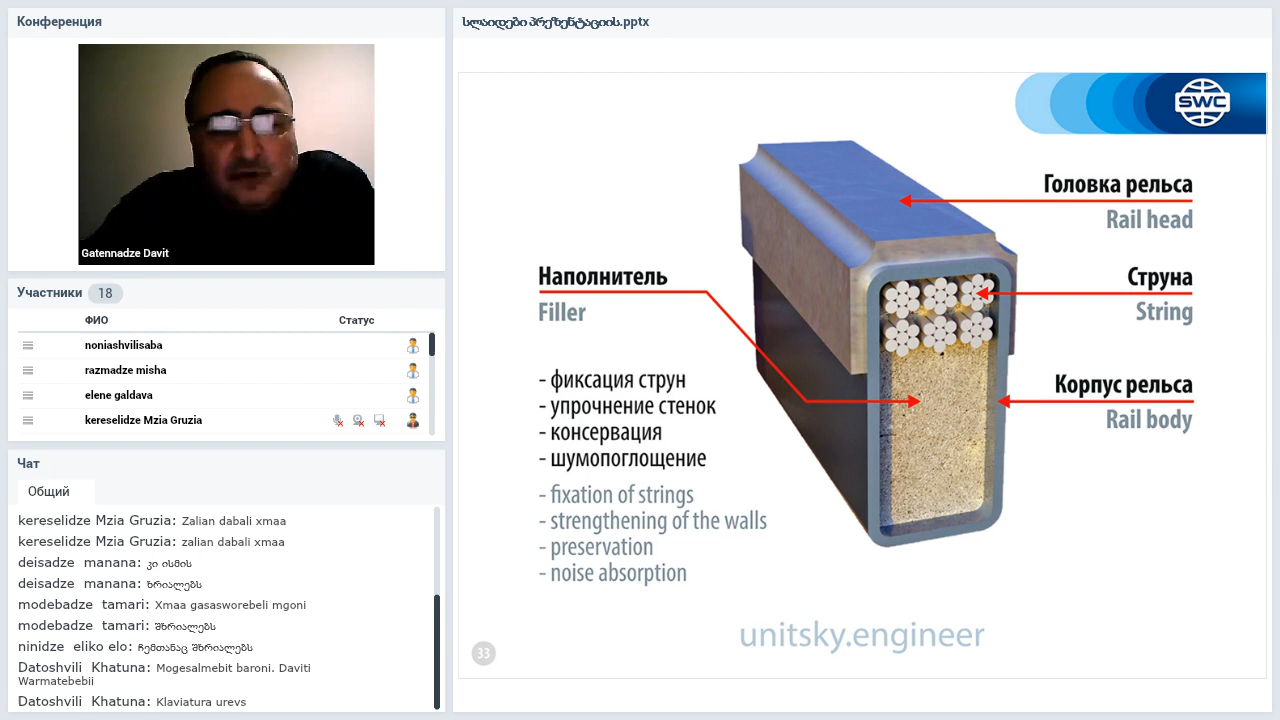 Конференция
Gatennadze Davit
Участники 18
ФИО Статус
noniashvilisaba
razmadze misha
elene galdava
kereselidze Mzia Gruzia
Чат
Общий
kereselidze Mzia Gruzia: Zalian dabali xmaa
kereselidze Mzia Gruzia: zalian dabali xmaa
deisadze manana: კი ისმის
deisadze manana: ხრიალებს
modebadze tamari: Xmaa gasasworebeli mgoni
modebadze tamari: შხრიალებს
ninidze eliko elo: ჩემთანაც შხრიალებს
Datoshvili Khatuna: Mogesalmebit baroni. Daviti
Warmatebebii
Datoshvili Khatuna: Klaviatura urevs
სლაიდები პრეზენტაციის.pptx
SWC
Головка рельса
Rail head
Наполнитель
Filler
Струна
String
Корпус рельса
Rail body
- фиксация струн
- упрочнение стенок
- консервация
- шумопоглощение
- fixation of strings
- strengthening of the walls
- preservation
- noise absorption
unitsky.engineer
33